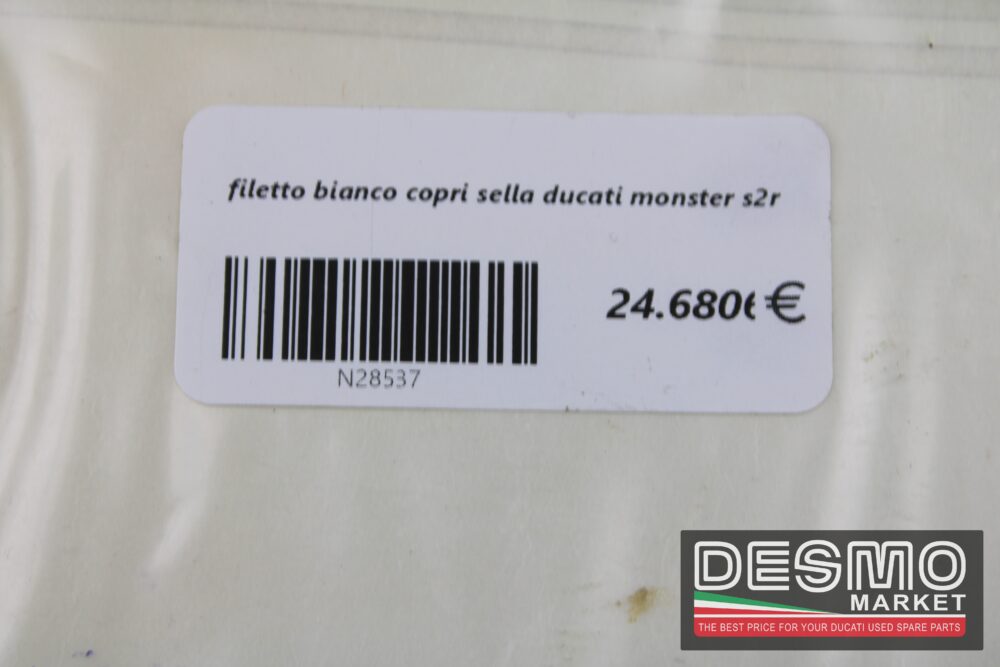 filetto bianco copri sella ducati monster s2r
24.680€
N28537
DESMO
MARKET
THE BEST PRICE FOR YOUR DUCATI USED SPARE PARTS